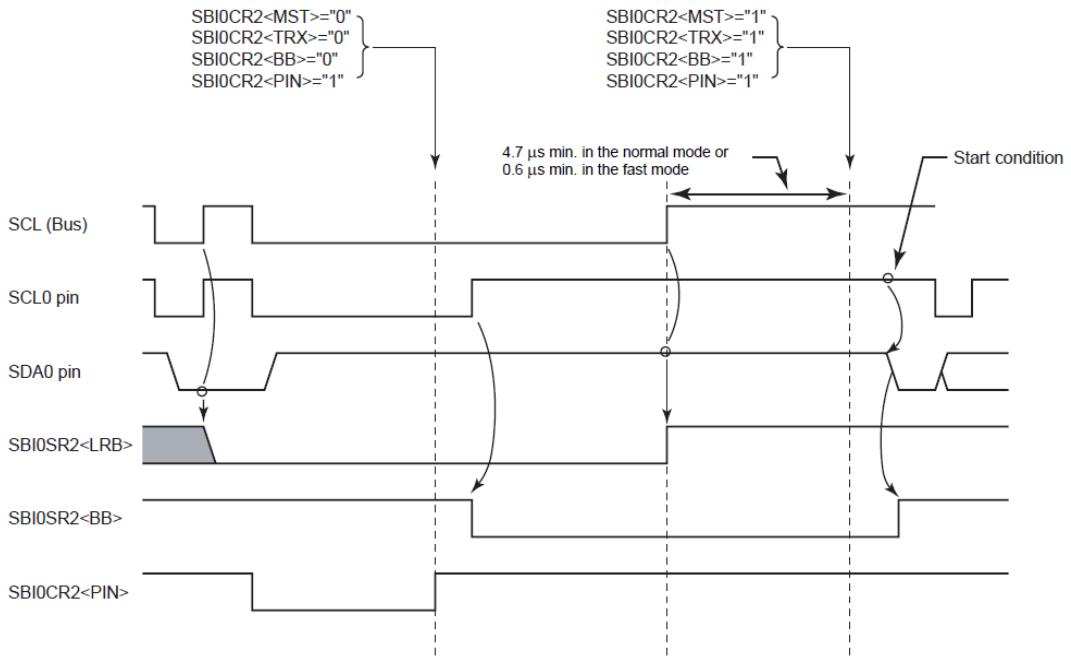 SBI0CR2<MST>="0"
SBI0CR2<TRX>="0"
SBI0CR2<BB>="0"
SBI0CR2<PIN>="1"
SBI0CR2<MST>="1"
SBI0CR2<TRX>="1"
SBI0CR2<BB>="1"
SBI0CR2<PIN>="1"
4.7 μs min. in the normal mode or
0.6 μs min. in the fast mode
Start condition
SCL (Bus)
SCL0 pin
SDA0 pin
SBI0SR2<LRB>
SBI0SR2<BB>
SBI0CR2<PIN>